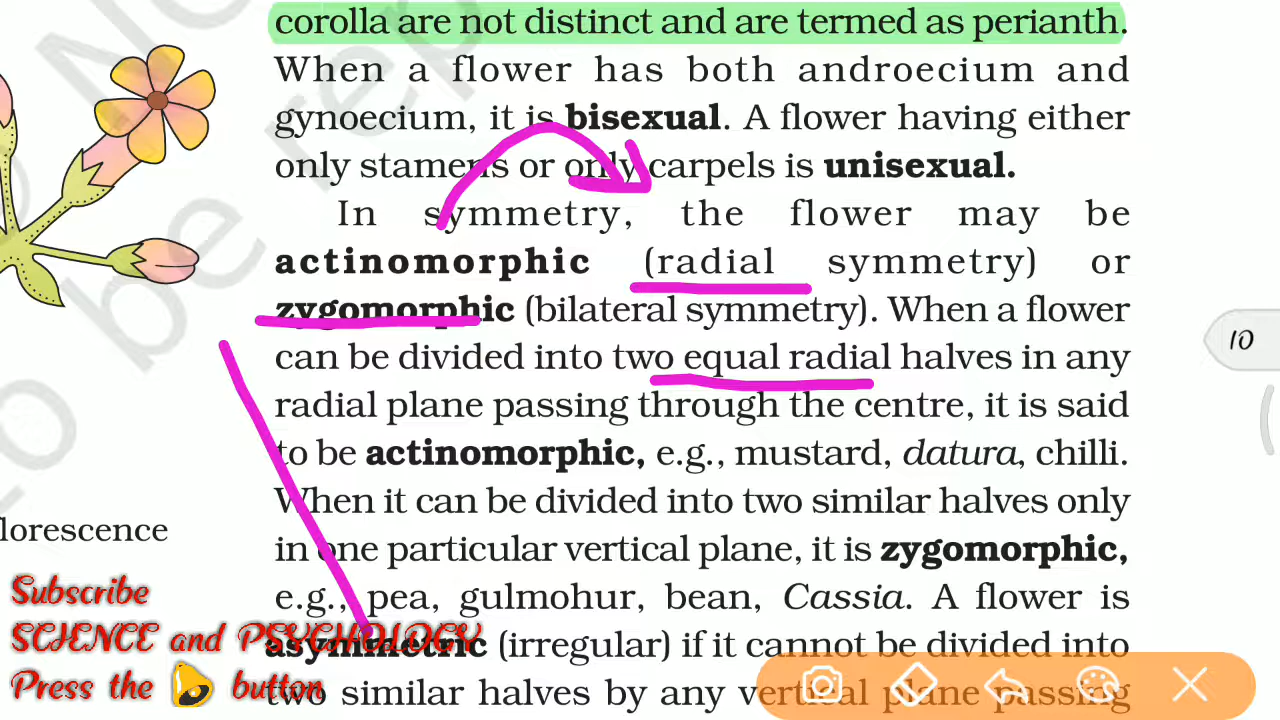 corolla are not distinct and are termed as perianth.
When a flower has both androecium and
gynoecium, it is bisexual. A flower having either
only stamens or only carpels is unisexual.
In symmetry, the flower may be
actinomorphic (radial symmetry) or
zygomorphic (bilateral symmetry). When a flower
can be divided into two equal radial halves in any
radial plane passing through the centre, it is said
to be actinomorphic, e.g., mustard, datura, chilli.
When it can be divided into two similar halves only
in one particular vertical plane, it is zygomorphic,
e.g., pea, gulmohur, bean, Cassia. A flower is
asymmetric (irregular) if it cannot be divided into
two similar halves by any vertical plane passing
10
lorescence
Subscribe
SCIENCE and PSYCHOLOGY
Press the button
to be rep